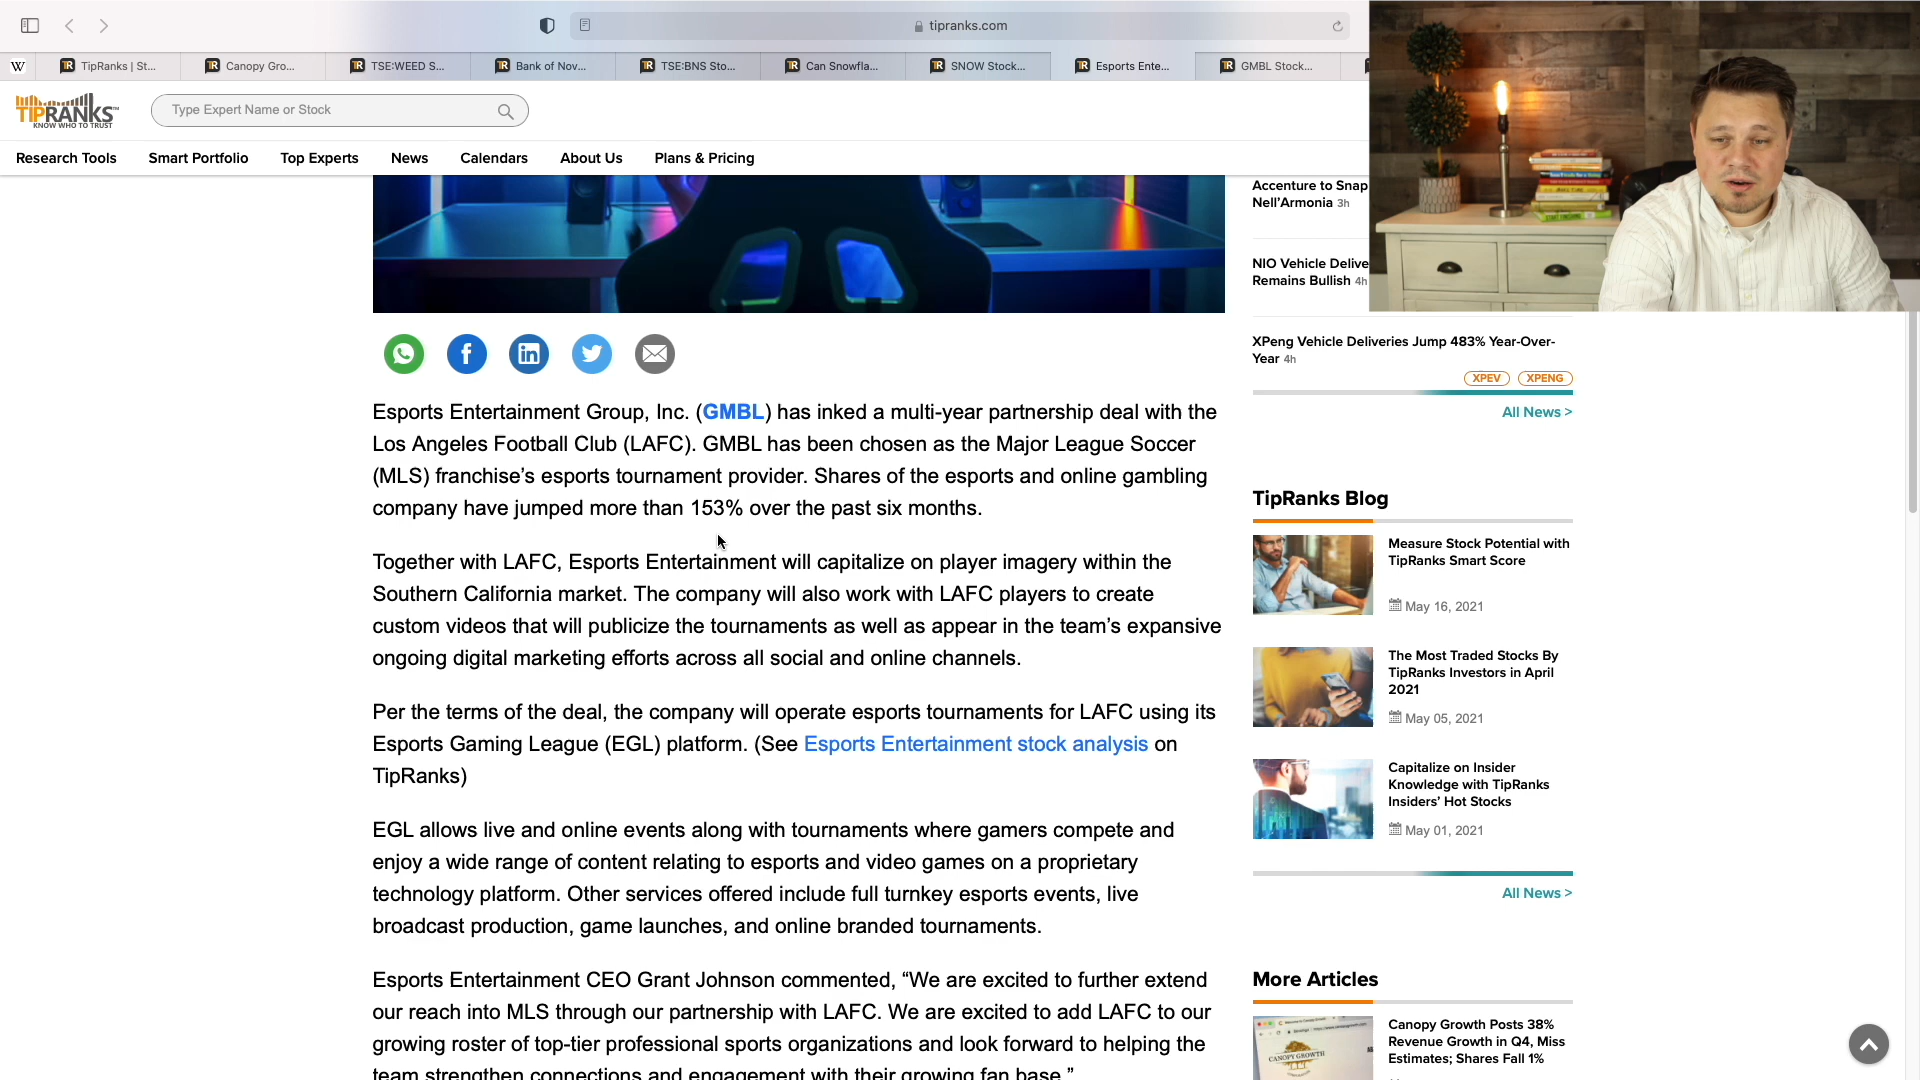 tipranks.com
W
TipRanks | St...
Canopy Gro...
TSE:WEED S...
Bank of Nov...
TSE:BNS Sto...
Can Snowfla...
SNOW Stock...
Esports Ente...
GMBL Stock...
TIPRANKS™
KNOW WHO TO TRUST
Type Expert Name or Stock
Research Tools
Smart Portfolio
Top Experts
News
Calendars
About Us
Plans & Pricing
Esports Entertainment Group, Inc. (GMBL) has inked a multi-year partnership deal with the
Los Angeles Football Club (LAFC). GMBL has been chosen as the Major League Soccer
(MLS) franchise’s esports tournament provider. Shares of the esports and online gambling
company have jumped more than 153% over the past six months.
Together with LAFC, Esports Entertainment will capitalize on player imagery within the
Southern California market. The company will also work with LAFC players to create
custom videos that will publicize the tournaments as well as appear in the team’s expansive
ongoing digital marketing efforts across all social and online channels.
Per the terms of the deal, the company will operate esports tournaments for LAFC using its
Esports Gaming League (EGL) platform. (See Esports Entertainment stock analysis on
TipRanks)
EGL allows live and online events along with tournaments where gamers compete and
enjoy a wide range of content relating to esports and video games on a proprietary
technology platform. Other services offered include full turnkey esports events, live
broadcast production, game launches, and online branded tournaments.
Esports Entertainment CEO Grant Johnson commented, “We are excited to further extend
our reach into MLS through our partnership with LAFC. We are excited to add LAFC to our
growing roster of top-tier professional sports organizations and look forward to helping the
team strengthen connections and engagement with their growing fan base.”
Accenture to Snap
Nell’Armonia 3h
NIO Vehicle Delive
Remains Bullish 4h
XPeng Vehicle Deliveries Jump 483% Year-Over-
Year 4h
XPEV
XPENG
All News >
TipRanks Blog
Measure Stock Potential with
TipRanks Smart Score
May 16, 2021
The Most Traded Stocks By
TipRanks Investors in April
2021
May 05, 2021
Capitalize on Insider
Knowledge with TipRanks
Insiders’ Hot Stocks
May 01, 2021
All News >
More Articles
CANOPY GROWTH
Canopy Growth Posts 38%
Revenue Growth in Q4, Miss
Estimates; Shares Fall 1%